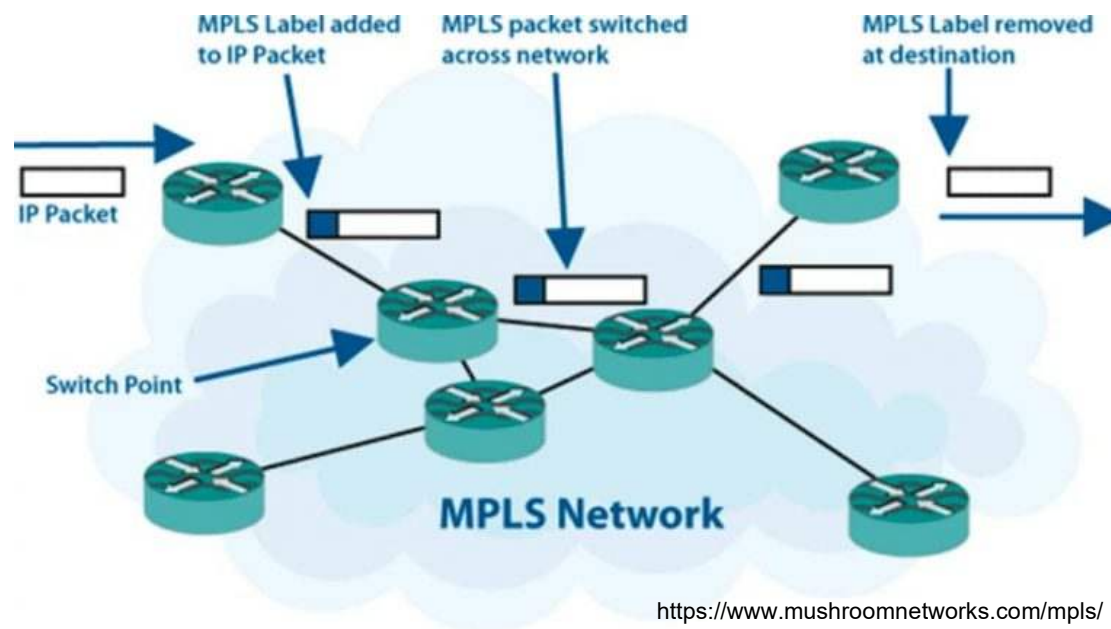 MPLS Label added
to IP Packet
MPLS packet switched
across network
MPLS Label removed
at destination
IP Packet
Switch Point
MPLS Network
https://www.mushroomnetworks.com/mpls/